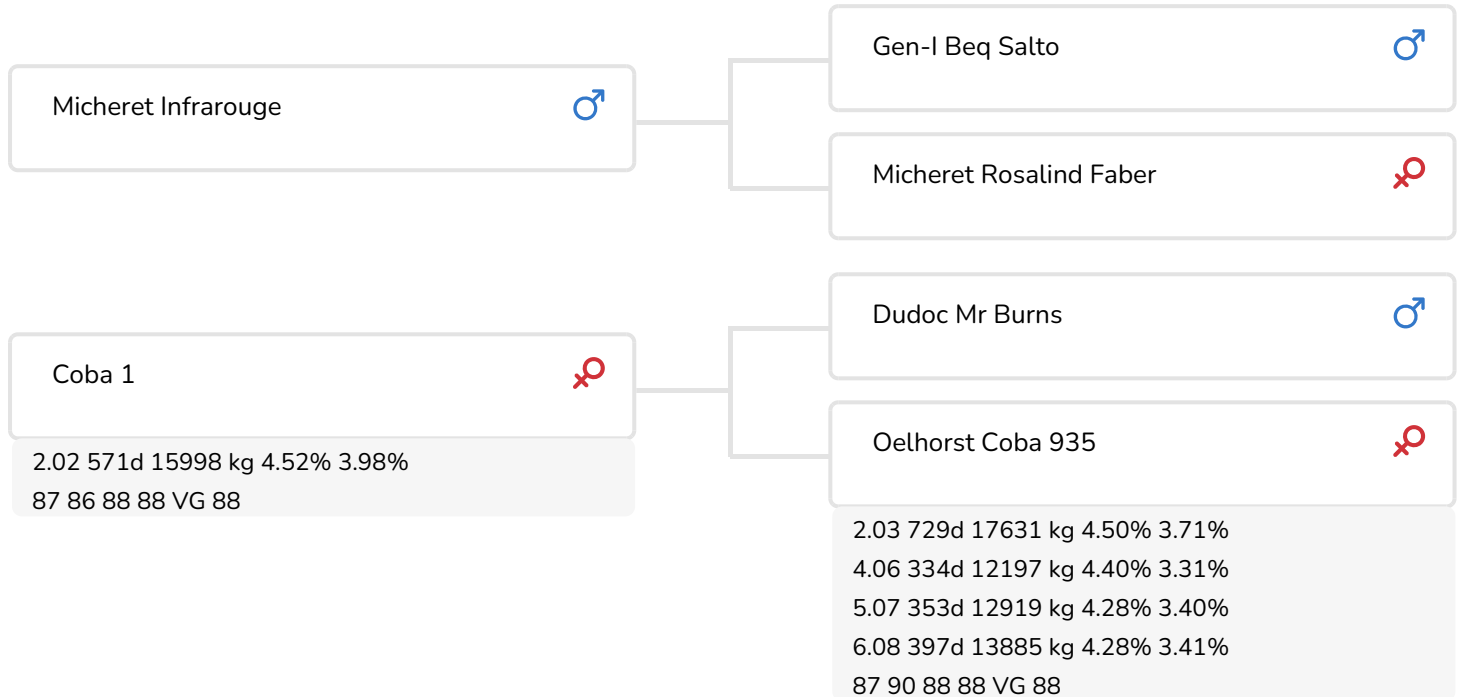 Gen-I Beq Salto
Micheret Infrarouge
Micheret Rosalind Faber
Dudoc Mr Burns
Coba 1
2.02 571d 15998 kg 4.52% 3.98%
87 86 88 88 VG 88
Oelhorst Coba 935
2.03 729d 17631 kg 4.50% 3.71%
4.06 334d 12197 kg 4.40% 3.31%
5.07 353d 12919 kg 4.28% 3.40%
6.08 397d 13885 kg 4.28% 3.41%
87 90 88 88 VG 88